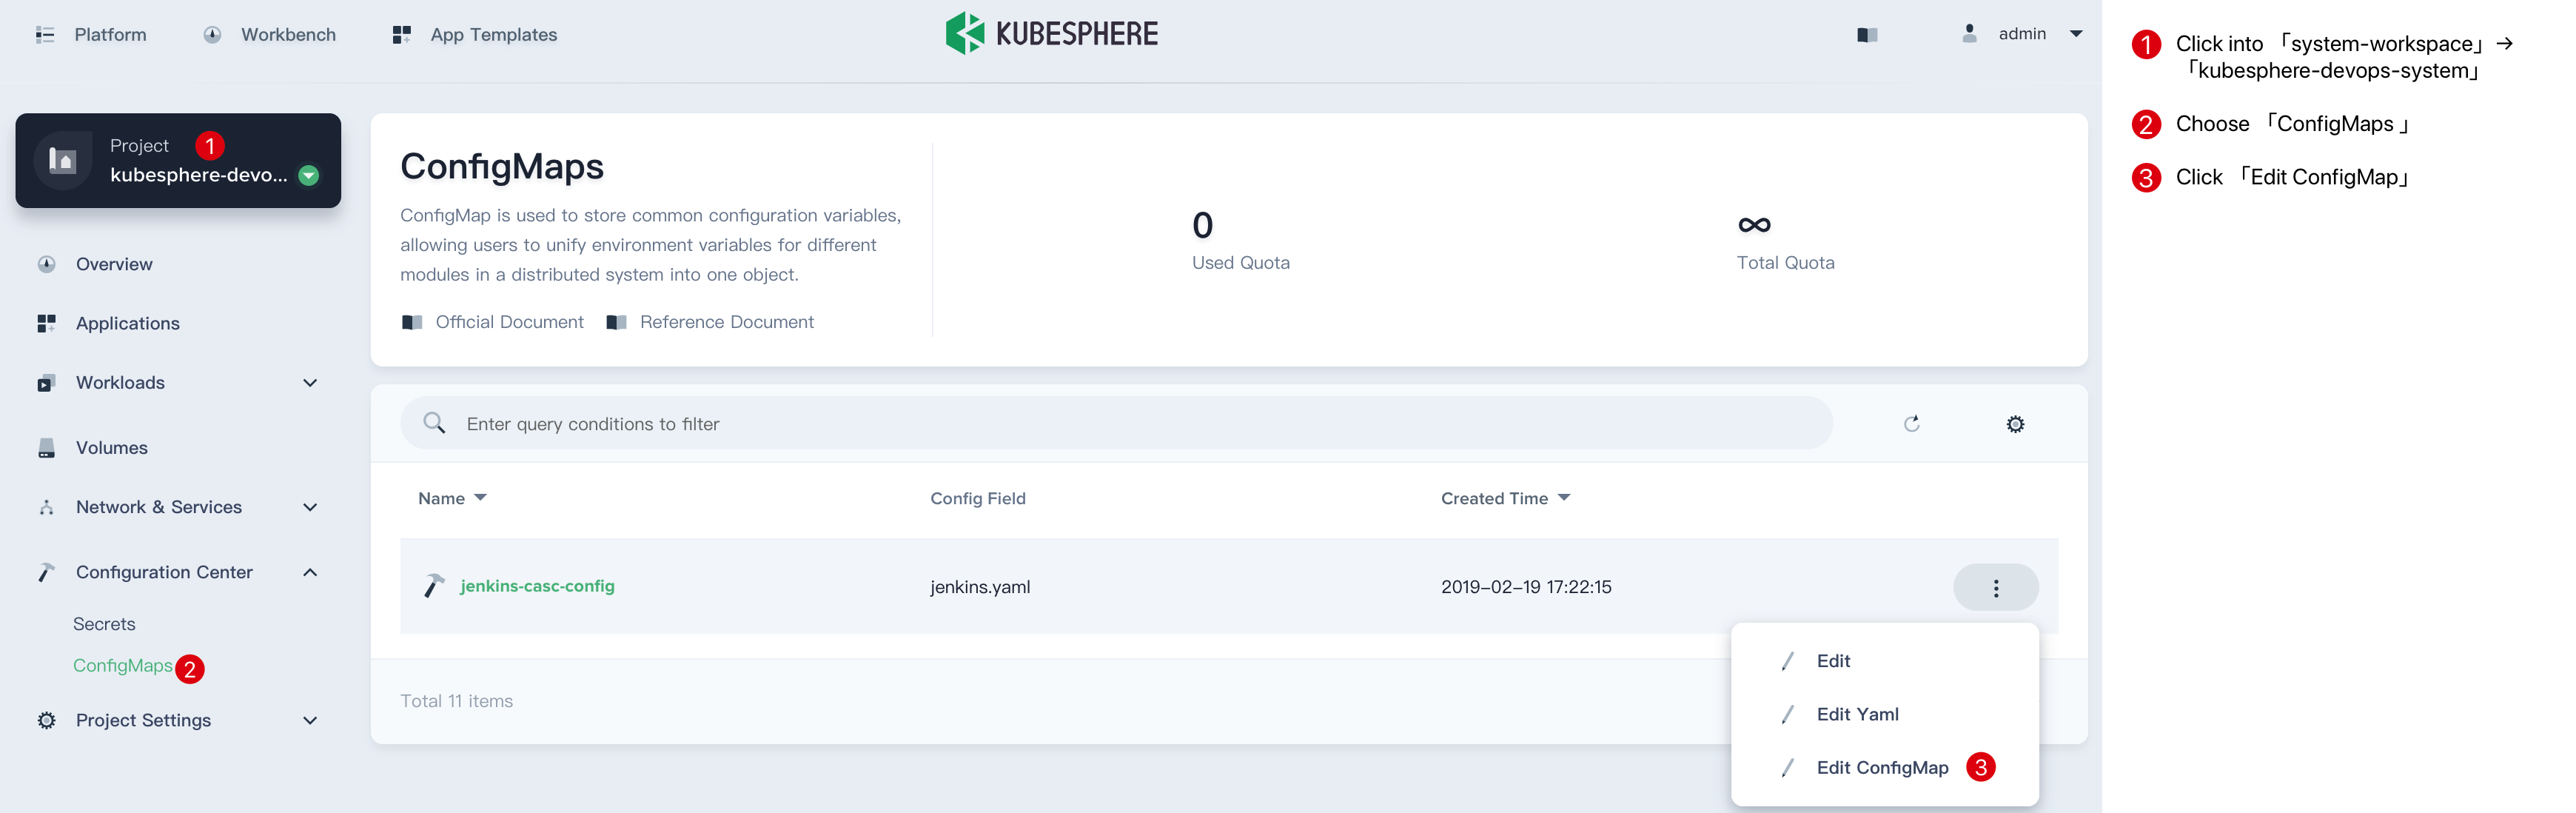 Platform
Workbench
App Templates
KUBESPHERE
admin
Project 1
kubesphere-devo...
Overview
Applications
Workloads
Volumes
Network & Services
Configuration Center
Secrets
ConfigMaps 2
Project Settings
ConfigMaps
ConfigMap is used to store common configuration variables,
allowing users to unify environment variables for different
modules in a distributed system into one object.
Official Document
Reference Document
0
Used Quota
∞
Total Quota
Enter query conditions to filter
Name
Config Field
Created Time
jenkins-casc-config
jenkins.yaml
2019-02-19 17:22:15
Total 11 items
Edit
Edit Yaml
Edit ConfigMap 3
1 Click into 「system-workspace」 →
「kubesphere-devops-system」
2 Choose 「ConfigMaps 」
3 Click 「Edit ConfigMap」